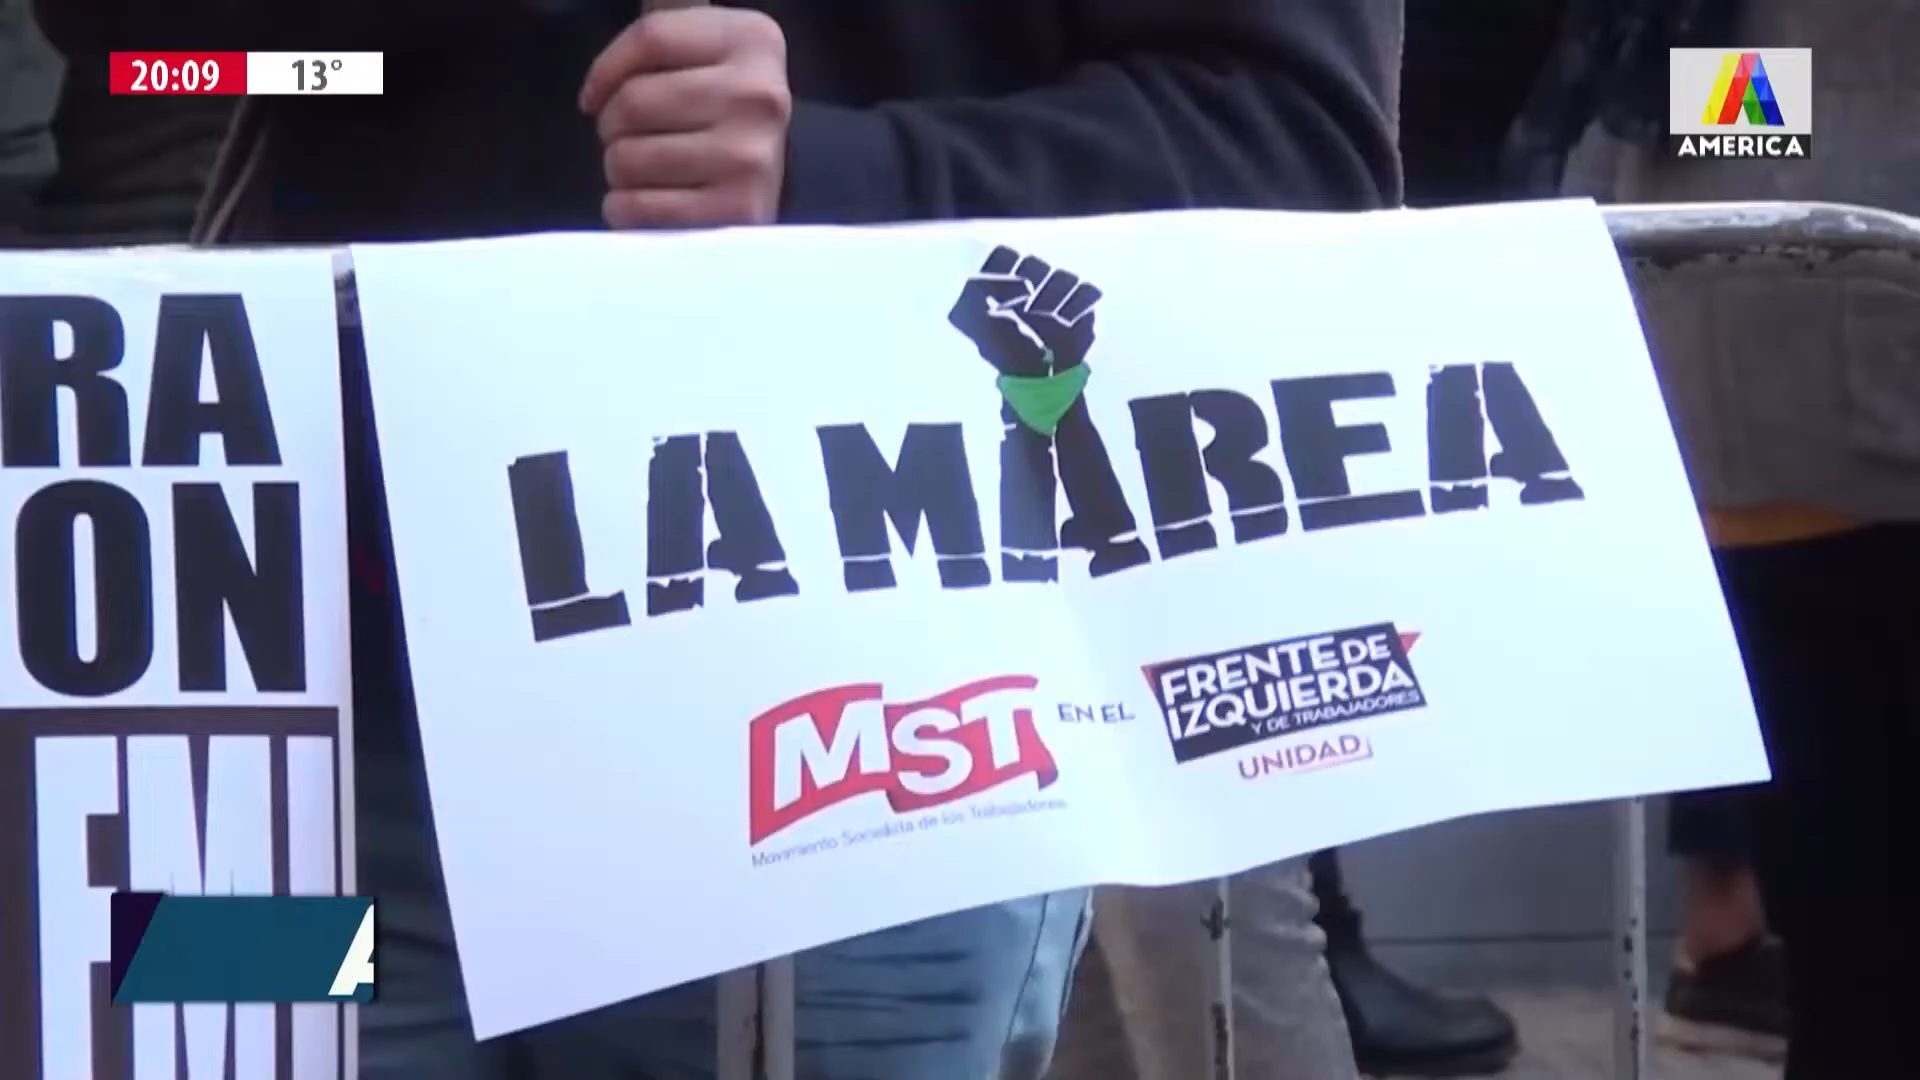 20:09 13°
AMERICA
RA
ON
FMI
LA MAREA
MST EN EL FRENTE DE IZQUIERDA
Y DE TRABAJADORES
UNIDAD
Movimiento Socialista de los Trabajadores